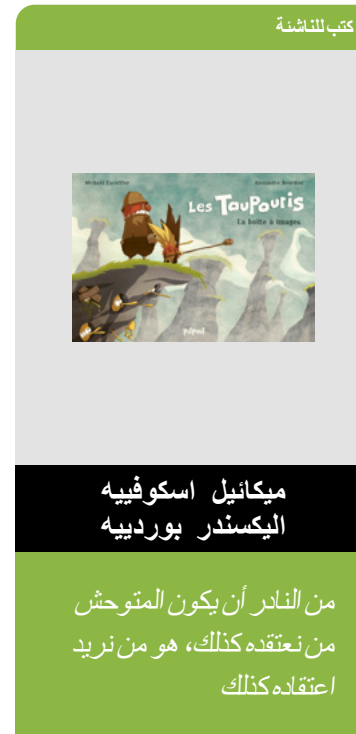 كتب للناشئة
Michaël Escoffier
Alexandre Bourdier
Les TauPouris
La boîte à images
ميكائيل اسكوفييه
اليكسندر بوردييه
من النادر أن يكون المتوحش
من نعتقده كذلك، هو من نريد
اعتقاده كذلك